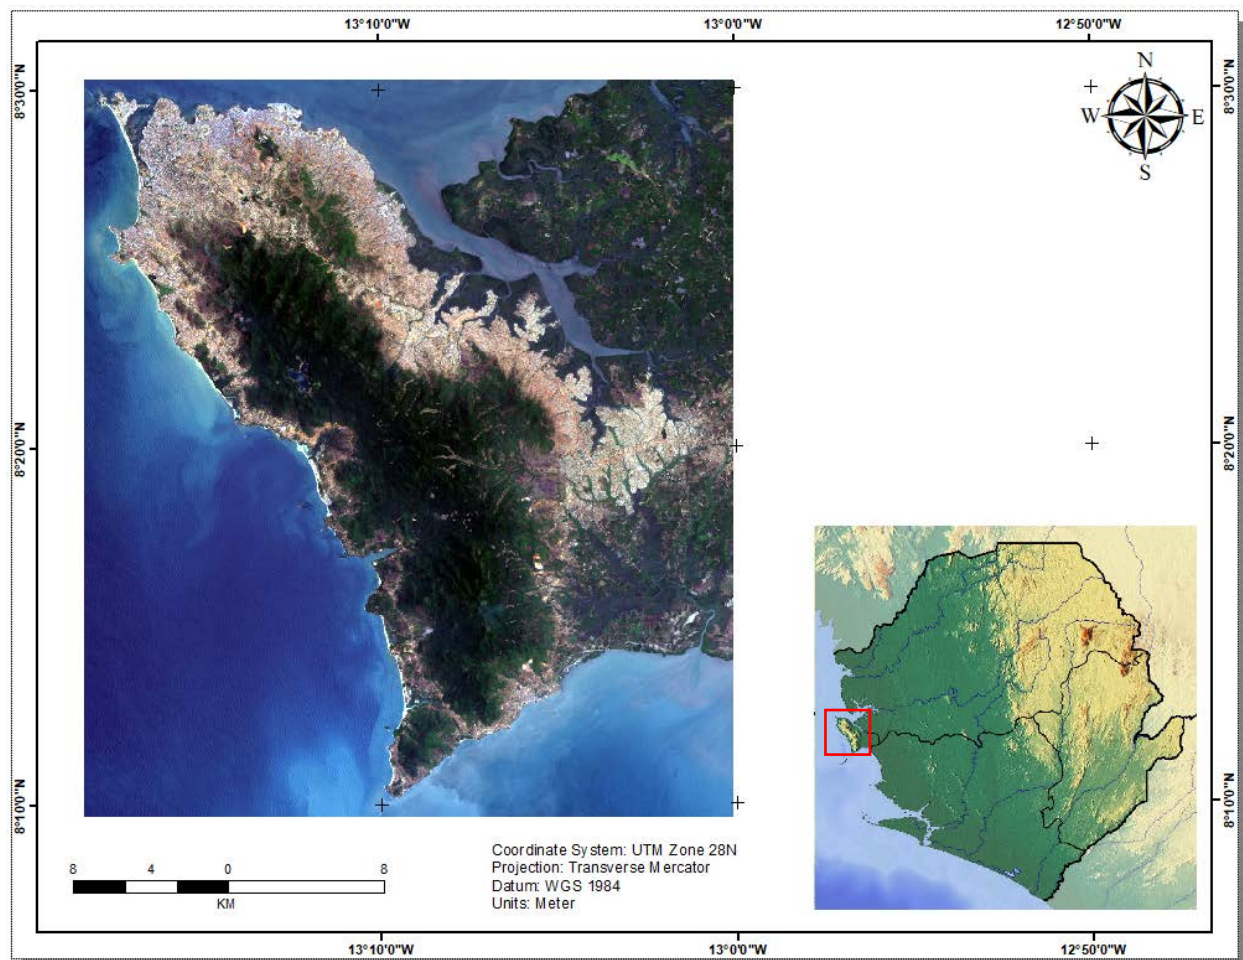 13°10'0"W 13°0'0"W 12°50'0"W
8°30'0"N 8°30'0"N
N
W E
S
8°20'0"N 8°20'0"N
8°10'0"N 8°10'0"N
8 4 0 8
KM
Coordinate System: UTM Zone 28N
Projection: Transverse Mercator
Datum: WGS 1984
Units: Meter
13°10'0"W 13°0'0"W 12°50'0"W